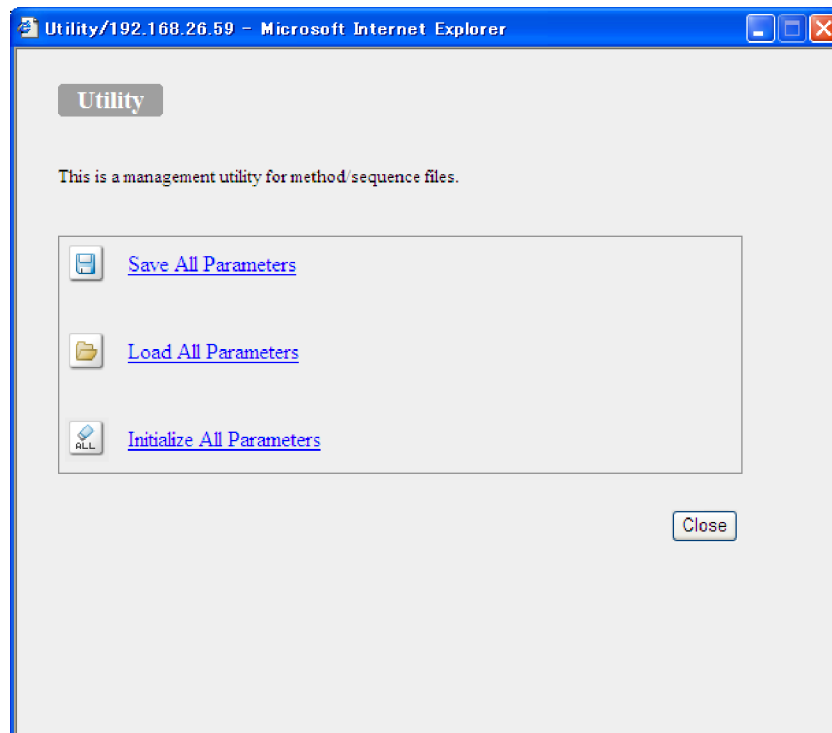 Utility/192.168.26.59 - Microsoft Internet Explorer
Utility
This is a management utility for method/sequence files.
Save All Parameters
Load All Parameters
ALL
Initialize All Parameters
Close